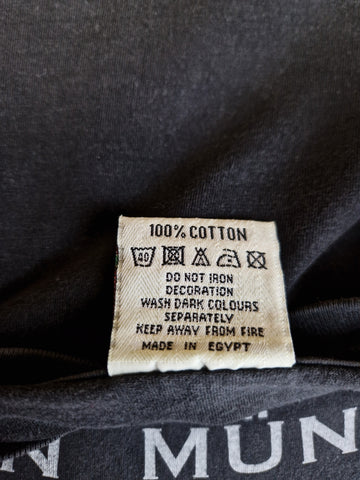 100% COTTON
40
DO NOT IRON
DECORATION
WASH DARK COLOURS
SEPARATELY
KEEP AWAY FROM FIRE
MADE IN EGYPT
N MÜN